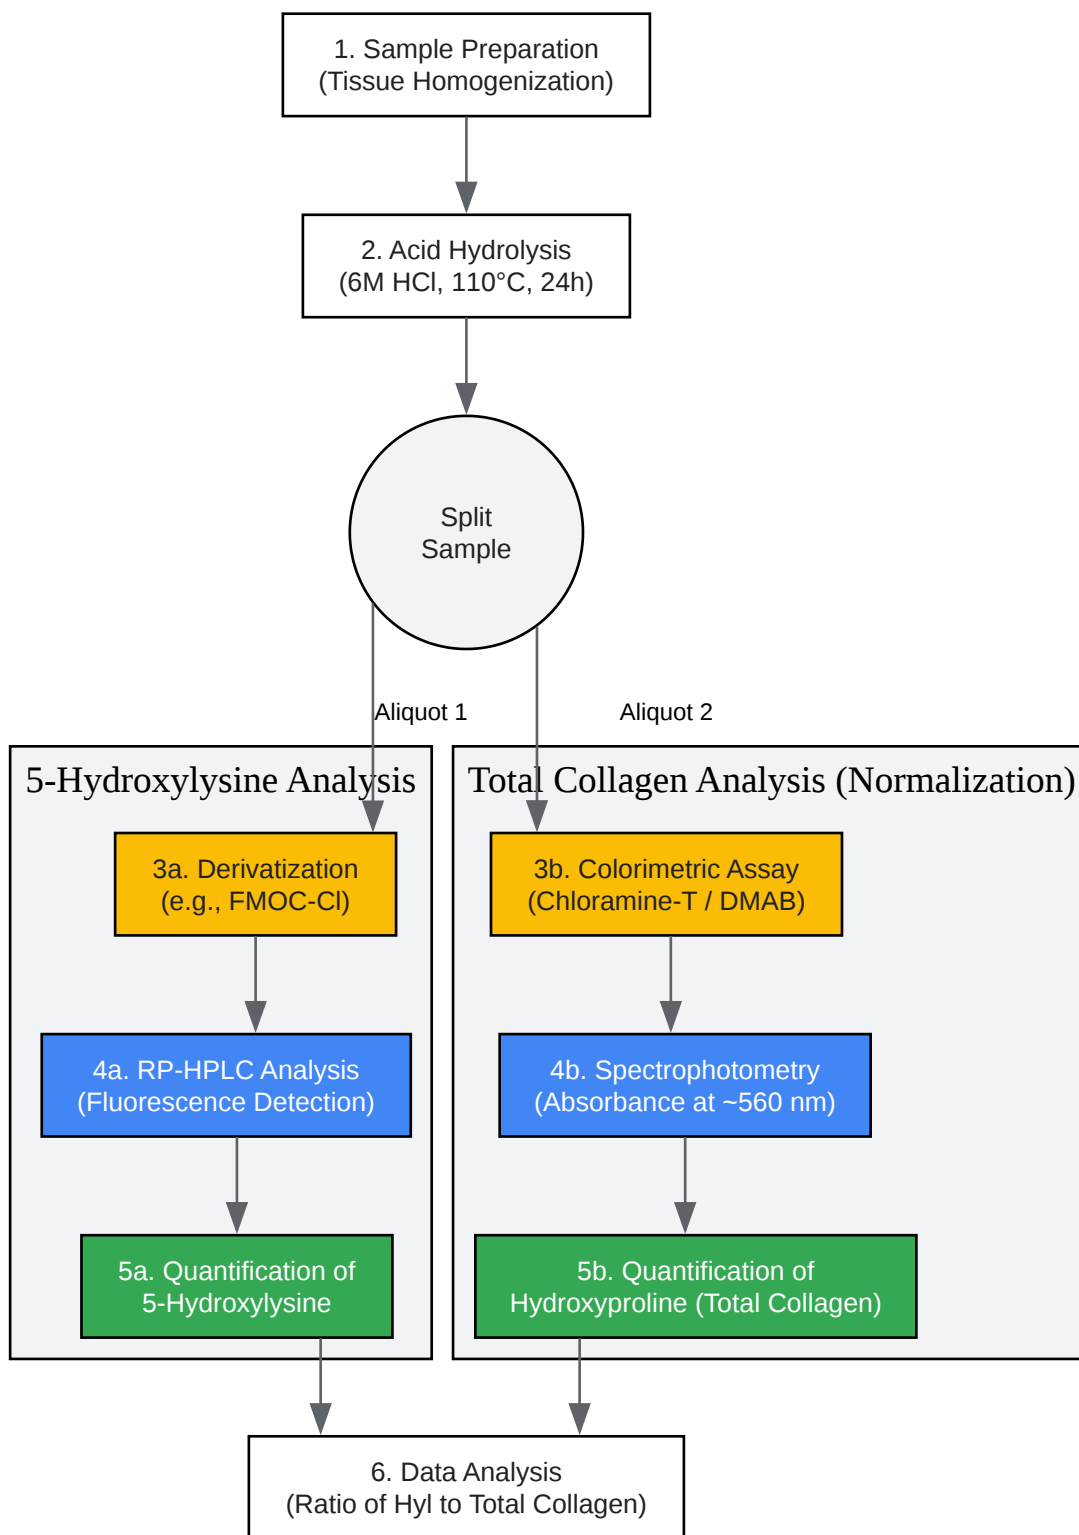 1. Sample Preparation
(Tissue Homogenization)
2. Acid Hydrolysis
(6M HCl, 110°C, 24h)
Split
Sample
Aliquot 1
Aliquot 2
5-Hydroxylysine Analysis
3a. Derivatization
(e.g., FMOC-Cl)
4a. RP-HPLC Analysis
(Fluorescence Detection)
5a. Quantification of
5-Hydroxylysine
Total Collagen Analysis (Normalization)
3b. Colorimetric Assay
(Chloramine-T / DMAB)
4b. Spectrophotometry
(Absorbance at ~560 nm)
5b. Quantification of
Hydroxyproline (Total Collagen)
6. Data Analysis
(Ratio of Hyl to Total Collagen)